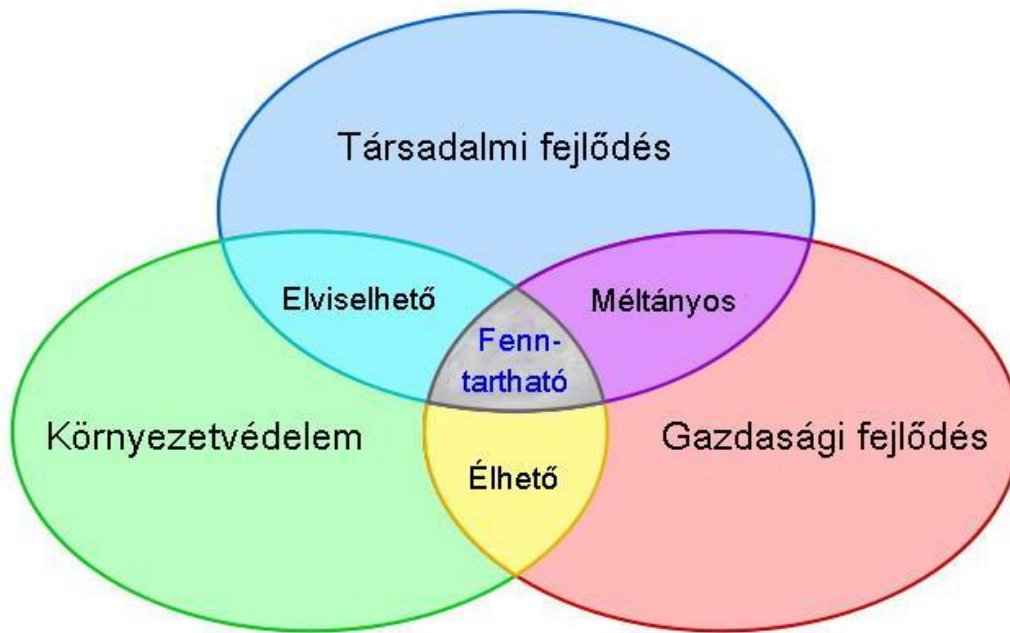 Társadalmi fejlődés
Elviselhető
Méltányos
Fenn-
tartható
Környezetvédelem
Gazdasági fejlődés
Élhető